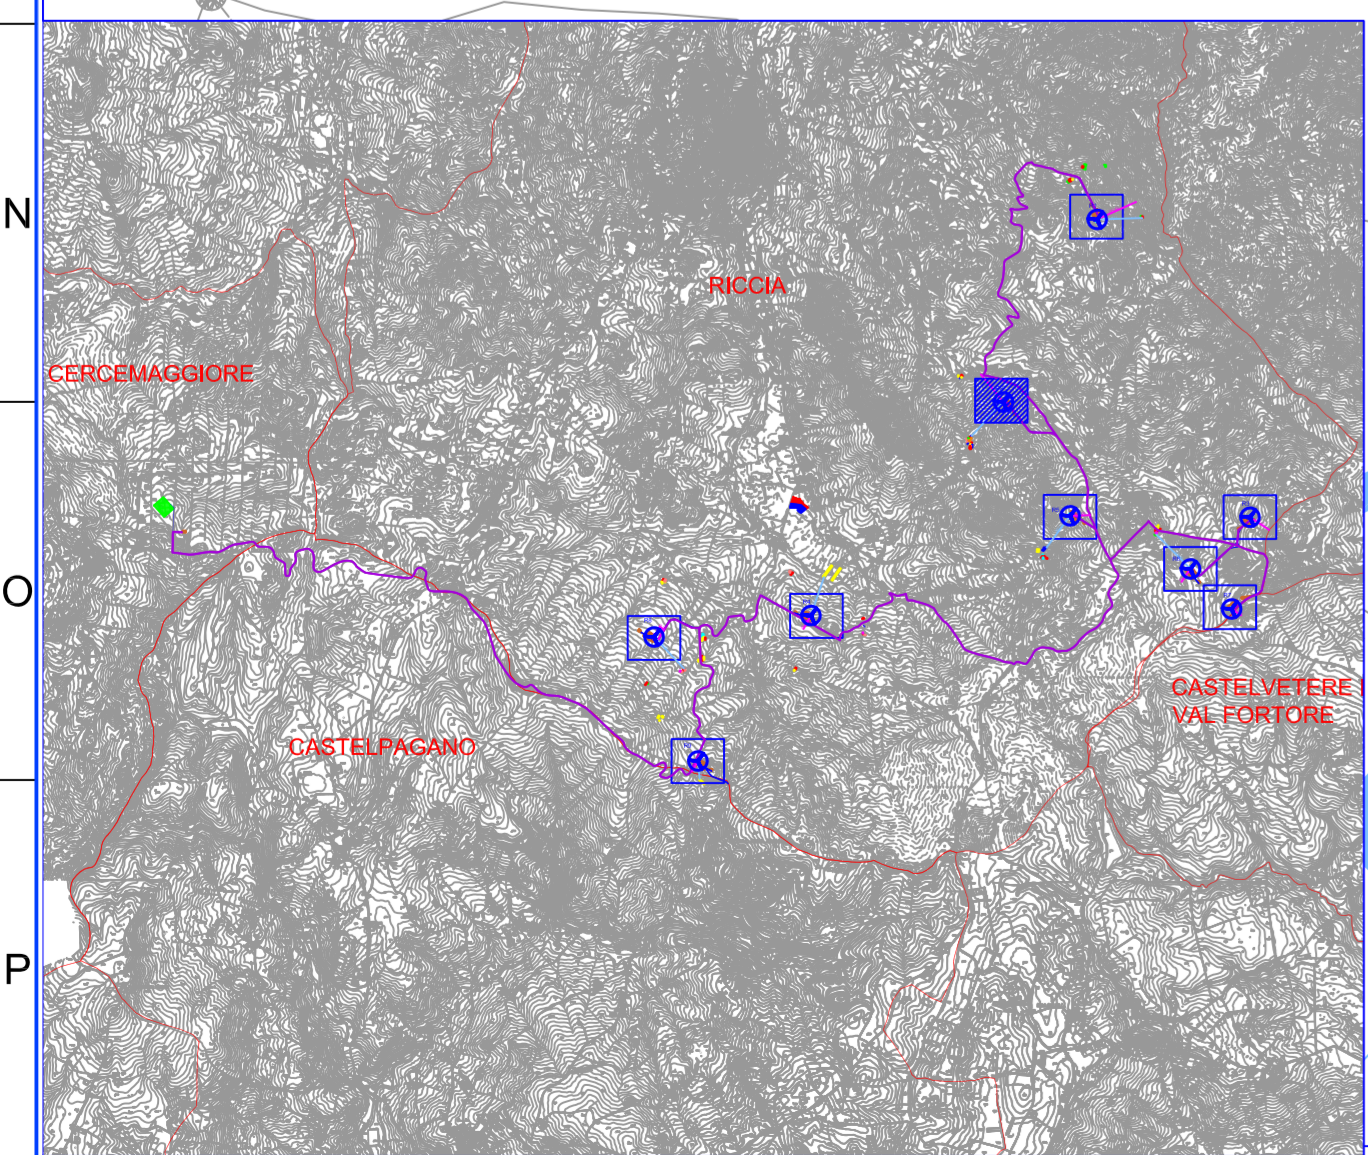 N
RICCIA
CERCEMAGGIORE
O
CASTELVETERE
VAL FORTORE
CASTELPAGANO
P